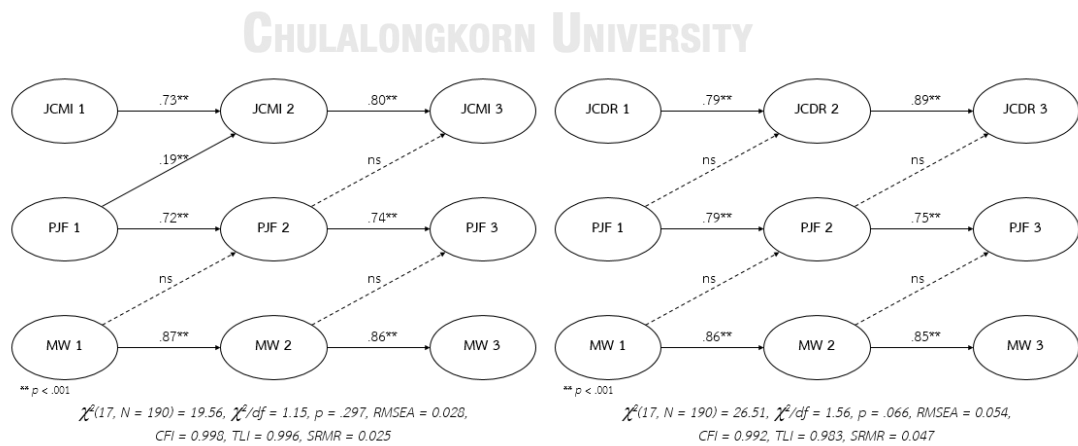 CHULALONGKORN UNIVERSITY
JCMI 1 .73** JCMI 2 .80** JCMI 3
.19** ns
PJF 1 .72** PJF 2 .74** PJF 3
ns ns
MW 1 .87** MW 2 .86** MW 3
** p < .001
χ²(17, N = 190) = 19.56, χ²/df = 1.15, p = .297, RMSEA = 0.028,
CFI = 0.998, TLI = 0.996, SRMR = 0.025
JCDR 1 .79** JCDR 2 .89** JCDR 3
ns ns
PJF 1 .79** PJF 2 .75** PJF 3
ns ns
MW 1 .86** MW 2 .85** MW 3
** p < .001
χ²(17, N = 190) = 26.51, χ²/df = 1.56, p = .066, RMSEA = 0.054,
CFI = 0.992, TLI = 0.983, SRMR = 0.047